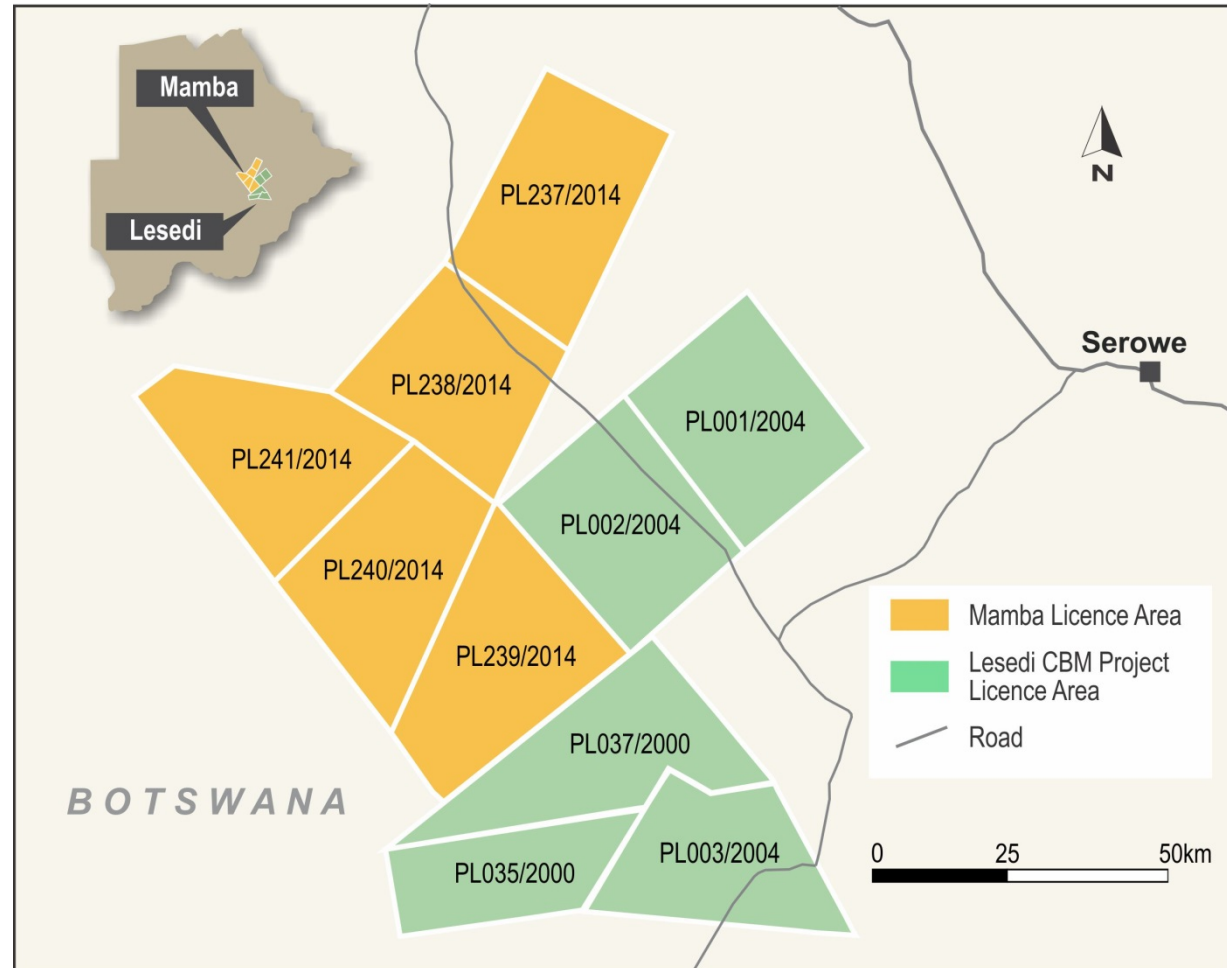 Mamba
Lesedi
N
PL237/2014
Serowe
PL238/2014
PL001/2004
PL241/2014
PL002/2004
PL240/2014
PL239/2014
Mamba Licence Area
Lesedi CBM Project
Licence Area
Road
PL037/2000
BOTSWANA
PL003/2004
PL035/2000
0 25 50km